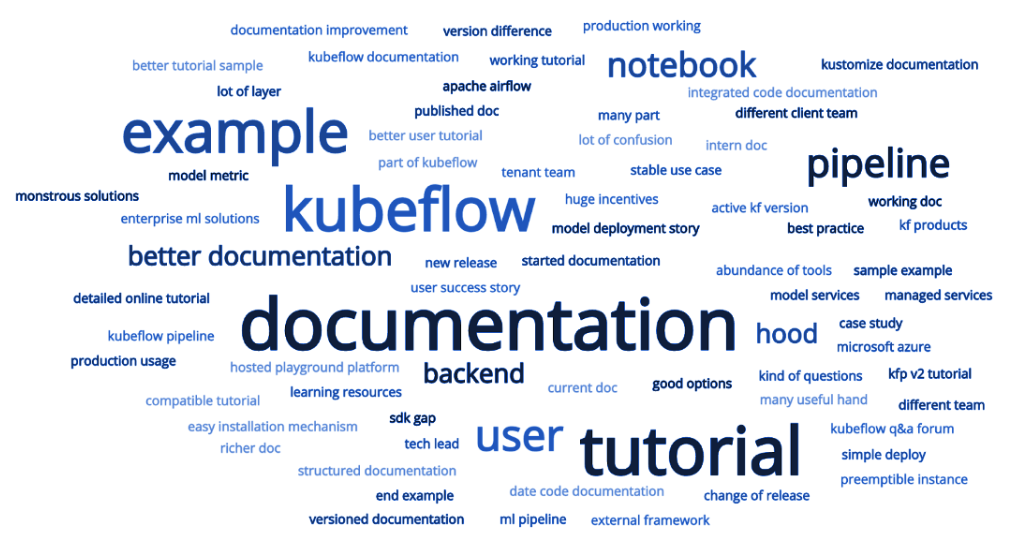 documentation improvement
version difference
production working
better tutorial sample
kubeflow documentation
working tutorial
notebook
kustomize documentation
lot of layer
apache airflow
integrated code documentation
published doc
many part
different client team
example
better user tutorial
lot of confusion
intern doc
part of kubeflow
pipeline
model metric
tenant team
stable use case
monstrous solutions
kubeflow
huge incentives
active kf version
working doc
enterprise ml solutions
model deployment story
best practice
kf products
better documentation
new release
started documentation
abundance of tools
sample example
user success story
detailed online tutorial
model services
managed services
documentation
kubeflow pipeline
hood
case study
microsoft azure
production usage
hosted playground platform
backend
current doc
good options
kind of questions
kfp v2 tutorial
learning resources
compatible tutorial
many useful hand
different team
sdk gap
easy installation mechanism
user
kubeflow q&a forum
richer doc
tech lead
tutorial
simple deploy
structured documentation
preemptible instance
end example
date code documentation
change of release
versioned documentation
ml pipeline
external framework